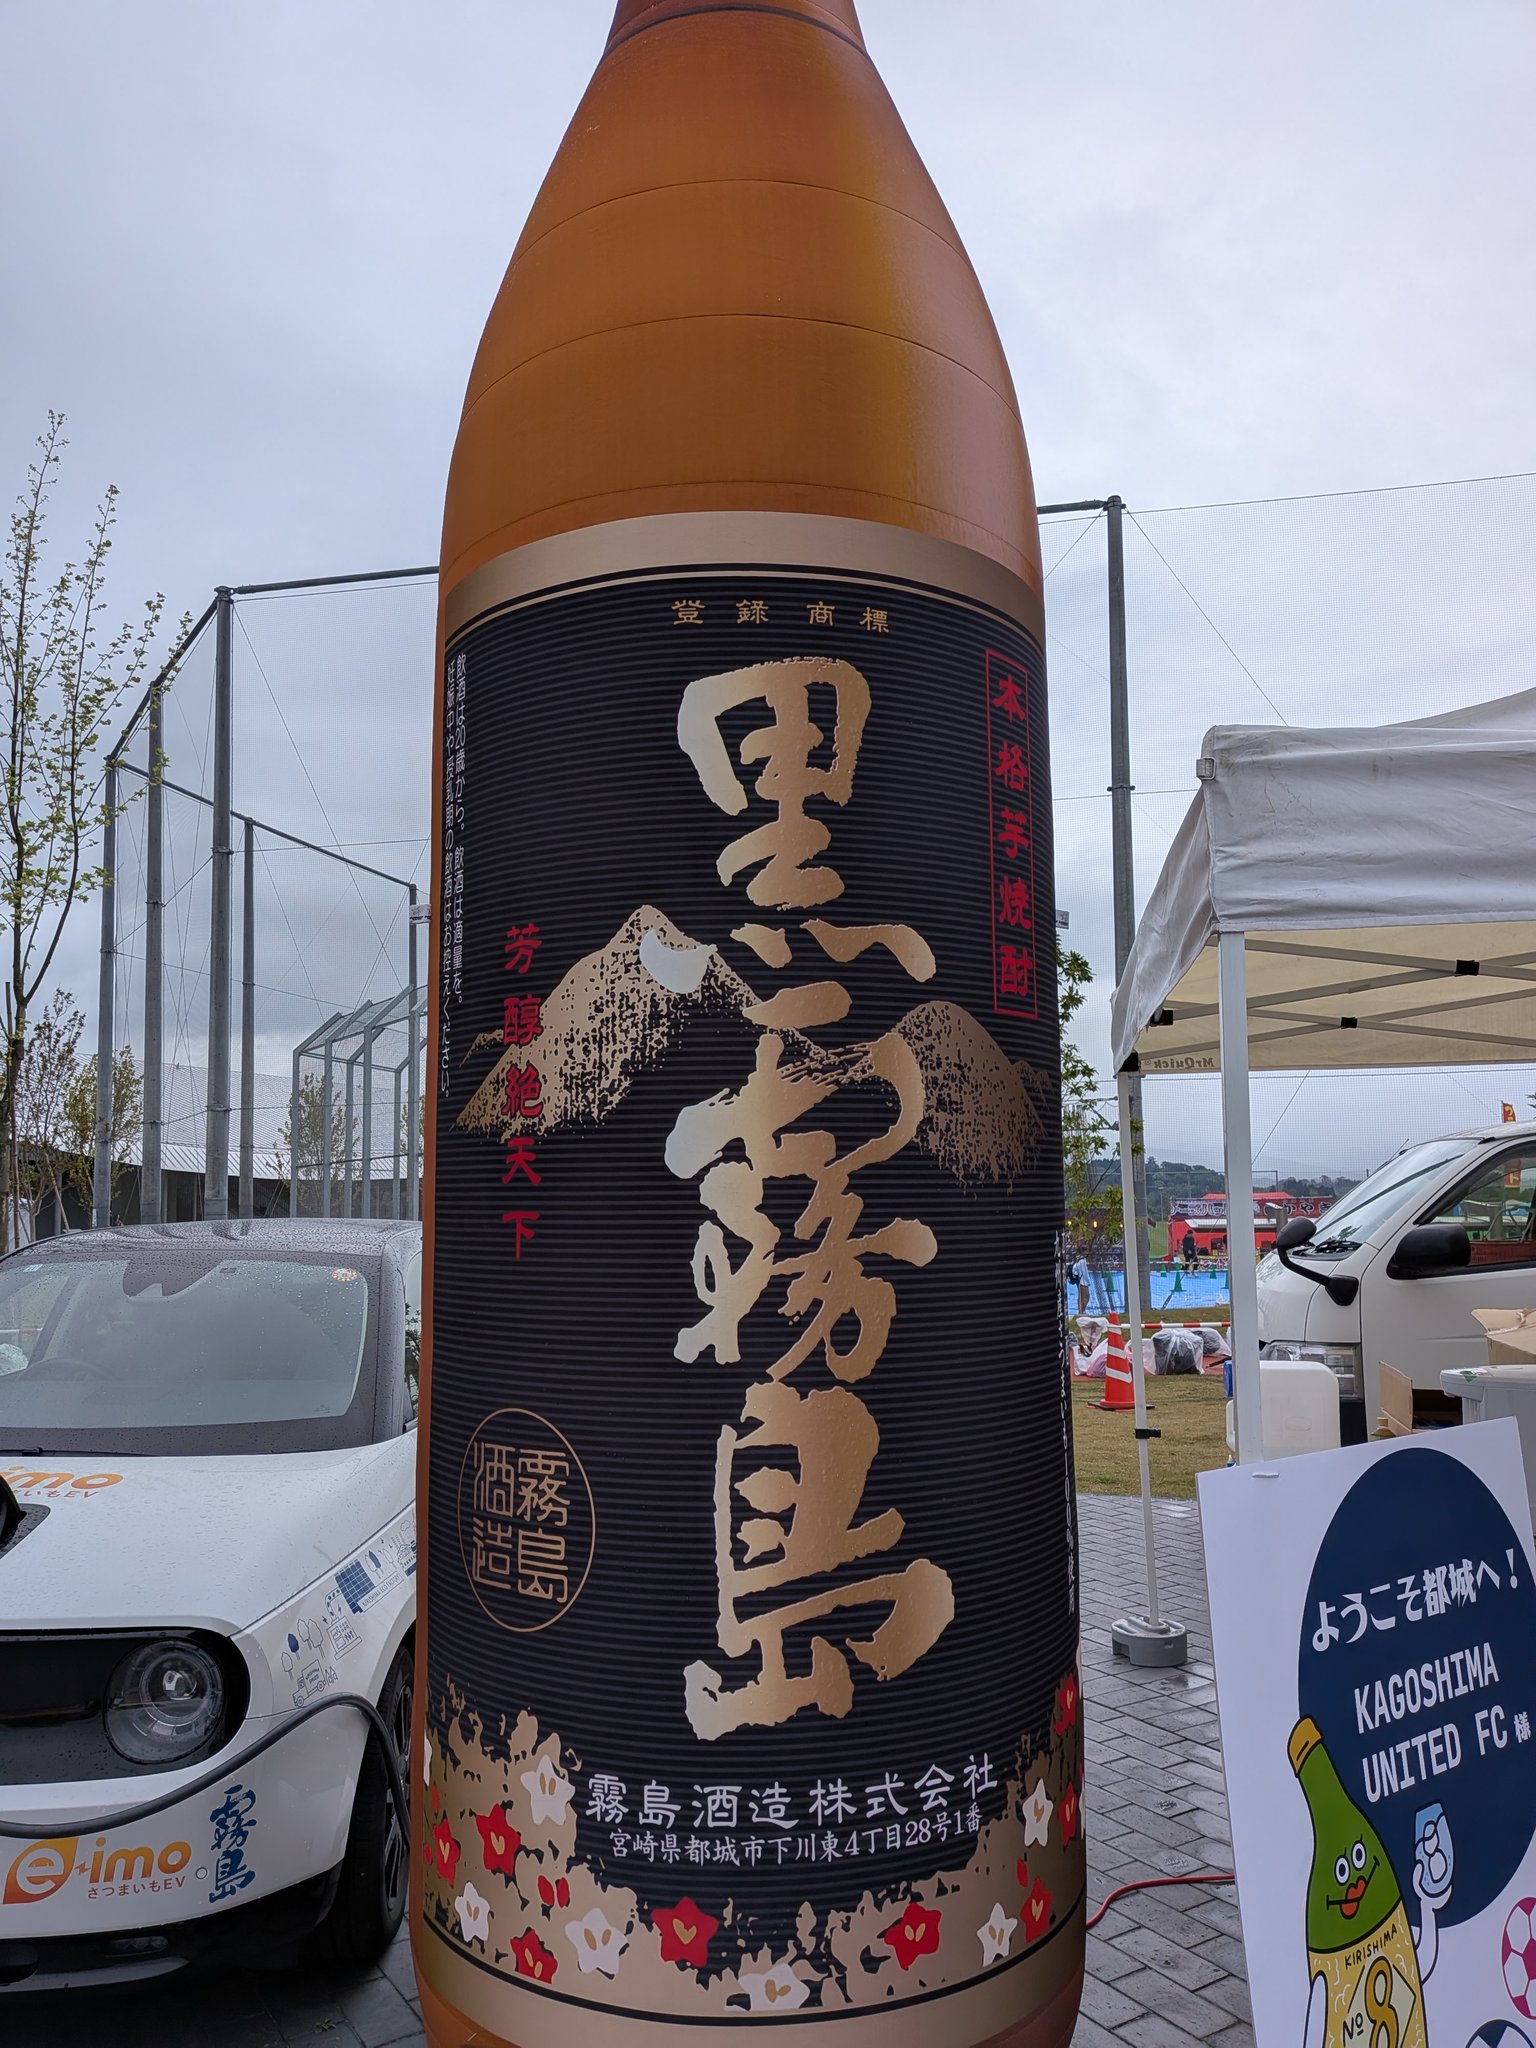 登録商標
本格芋焼酎
黒霧島
芳醇絶天下
飲酒は20歳から。飲酒は適量を。
妊娠中や授乳期の飲酒はお控えください。
霧島
酒造
霧島酒造株式会社
宮崎県都城市下川東4丁目28号1番
imo
e-imo
さつまいもEV
霧島
MrQuick
ようこそ都城へ!
KAGOSHIMA
UNITED FC 様
KIRISHIMA
No 8